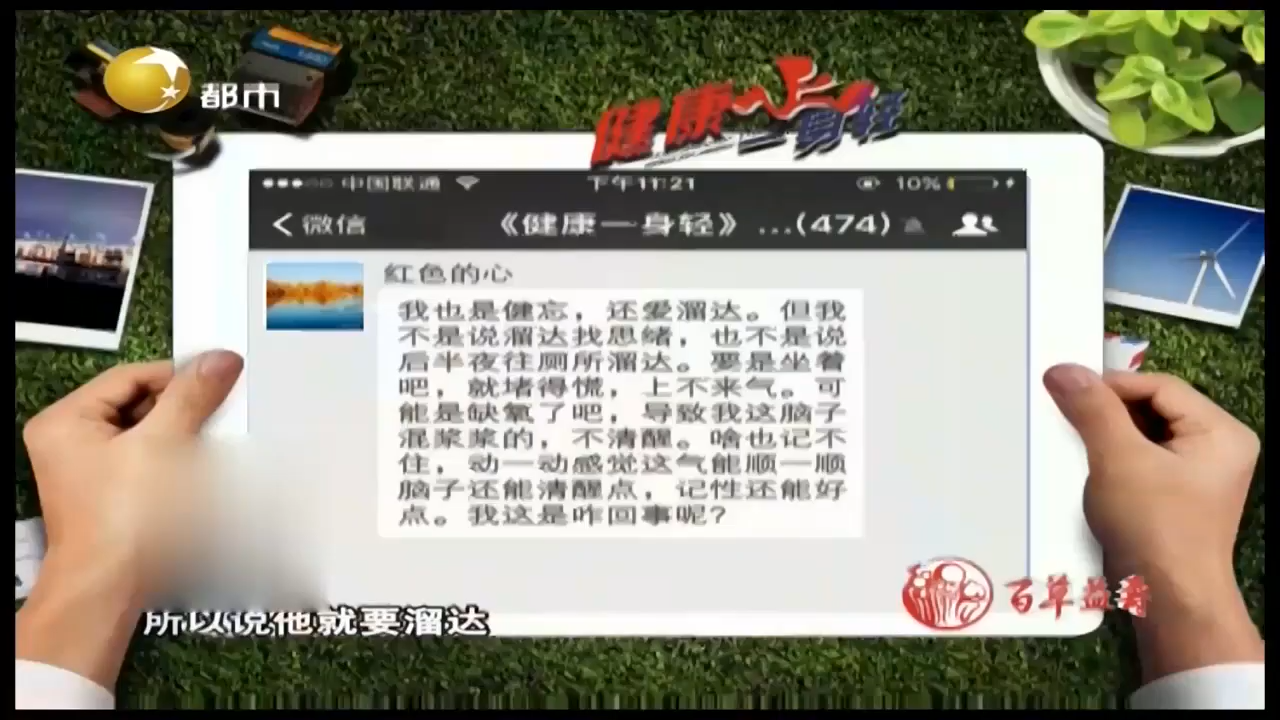 都市
健康一身轻
中国联通 下午11:21 10%
微信 《健康一身轻》 ...(474)
红色的心
我也是健忘，还爱溜达。但我
不是说溜达找思绪，也不是说
后半夜往厕所溜达。要是坐着
吧，就堵得慌，上不来气。可
能是缺氧了吧，导致我这脑子
混浆浆的，不清醒。啥也记不
住，动一动感觉这气能顺一顺
脑子还能清醒点，记性还能好
点。我这是咋回事呢？
百草益寿
所以说他就要溜达